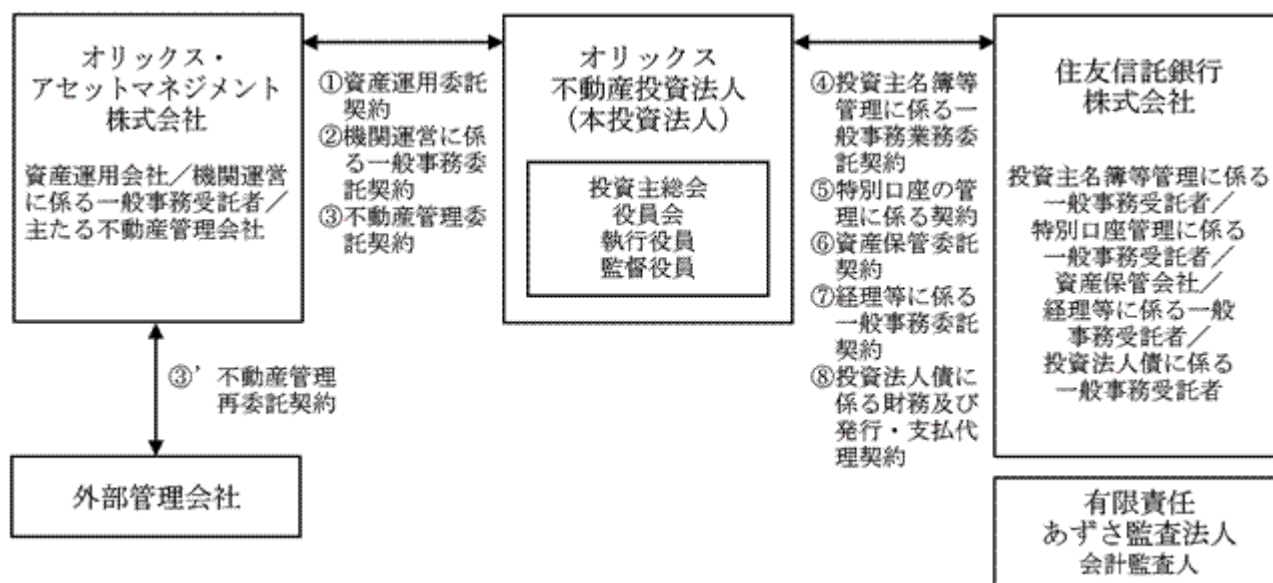 オリックス・
アセットマネジメント
株式会社
資産運用会社／機関運営
に係る一般事務受託者／
主たる不動産管理会社
①資産運用委託
契約
②機関運営に係
る一般事務委
託契約
③不動産管理委
託契約
オリックス
不動産投資法人
（本投資法人）
投資主総会
役員会
執行役員
監督役員
④投資主名簿等
管理に係る一
般事務業務委
託契約
⑤特別口座の管
理に係る契約
⑥資産保管委託
契約
⑦経理等に係る
一般事務委託
契約
⑧投資法人債に
係る財務及び
発行・支払代
理契約
住友信託銀行
株式会社
投資主名簿等管理に係る
一般事務受託者／
特別口座管理に係る
一般事務受託者／
資産保管会社／
経理等に係る一般
事務受託者／
投資法人債に係る
一般事務受託者
③’ 不動産管理
再委託契約
外部管理会社
有限責任
あずさ監査法人
会計監査人